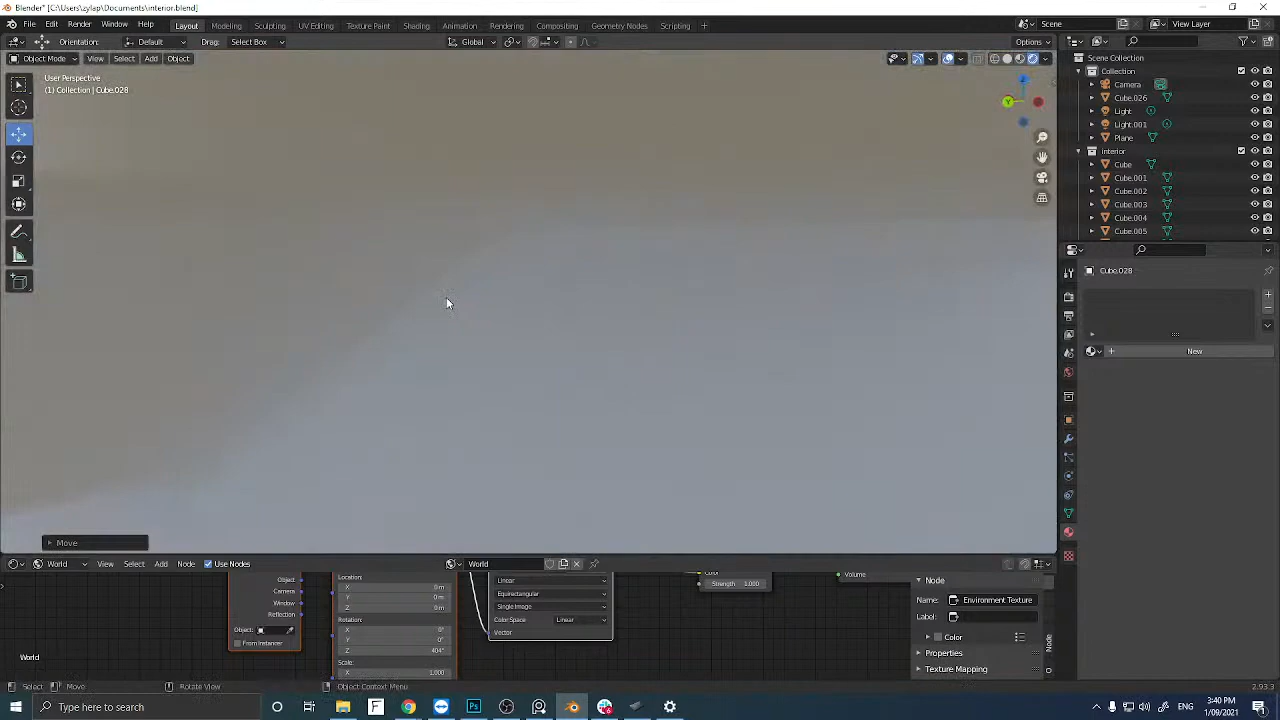 Blender* [C:\Users\zylap\Documents\interior.blend]
File Edit Render Window Help Layout Modeling Sculpting UV Editing Texture Paint Shading Animation Rendering Compositing Geometry Nodes Scripting + Scene View Layer
Orientation: Default Drag: Select Box Global Options
Object Mode View Select Add Object
User Perspective
(1) Collection | Cube.028
Y
Scene Collection
Collection
Camera
Cube.026
Light
Light.001
Plane
Interior
Cube
Cube.001
Cube.002
Cube.003
Cube.004
Cube.005
Cube.028
New
Move
World View Select Add Node Use Nodes World
Object
Camera
Window
Reflection
Object:
From Instancer
Location:
X 0 m
Y 0 m
Z 0 m
Rotation:
X 0°
Y 0°
Z 404°
Scale:
X 1.000
Linear
Equirectangular
Single Image
Color Space Linear
Vector
Color
Strength 1.000
Volume
Node
Name: Environment Texture
Label:
Color
Properties
Texture Mapping
Node
World
Select Move Rotate View Object Context Menu 2.93.3
Type here to search
3:40 PM
1/09/2021